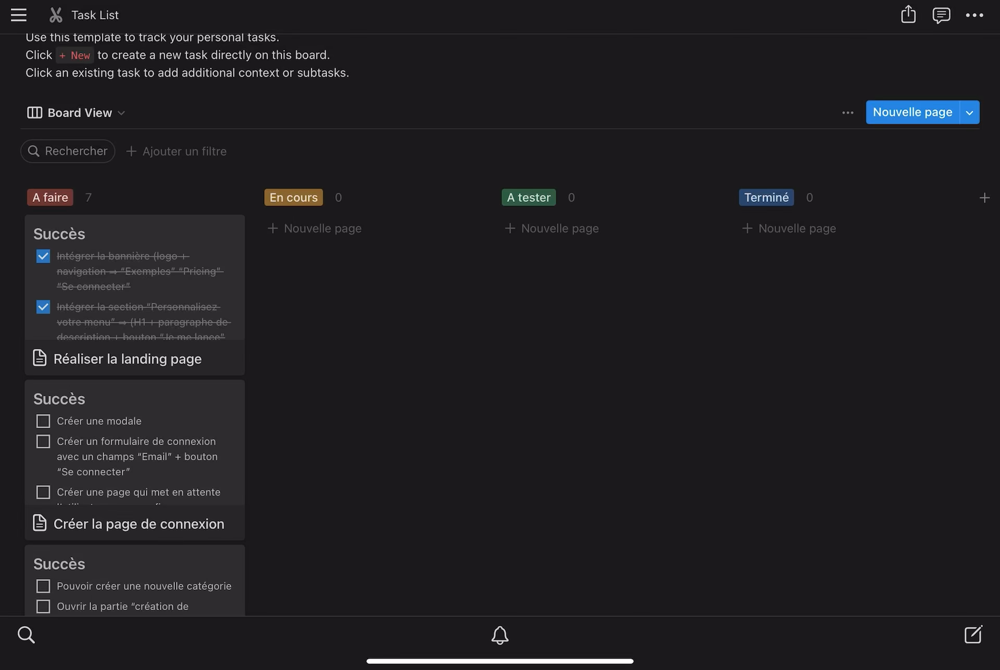 Task List
Use this template to track your personal tasks.
Click + New to create a new task directly on this board.
Click an existing task to add additional context or subtasks.
Board View
Nouvelle page
Rechercher
+ Ajouter un filtre
A faire 7
En cours 0
A tester 0
Terminé 0
+ Nouvelle page
+ Nouvelle page
+ Nouvelle page
Succès
Intégrer la bannière (logo +
navigation ⇒ “Exemples” “Pricing”
“Se connecter”
Intégrer la section “Personnalisez
votre menu” ⇒ (H1 + paragraphe de
description + bouton “Je me lance”
Réaliser la landing page
Succès
Créer une modale
Créer un formulaire de connexion
avec un champs “Email” + bouton
“Se connecter”
Créer une page qui met en attente
Créer la page de connexion
Succès
Pouvoir créer une nouvelle catégorie
Ouvrir la partie “création de